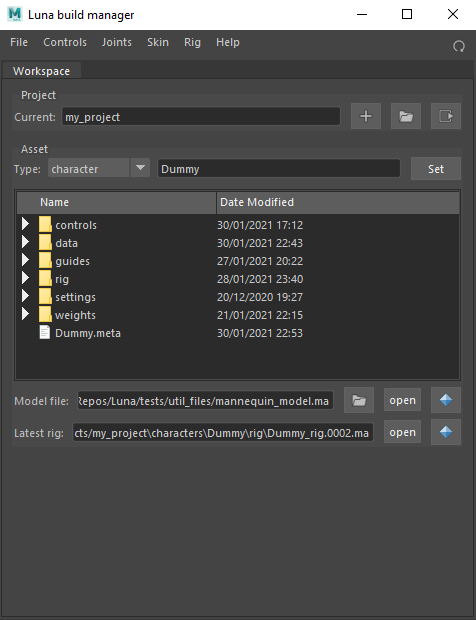 Luna build manager
File Controls Joints Skin Rig Help
Workspace
Project
Current: my_project
Asset
Type: character Dummy Set
Name Date Modified
controls 30/01/2021 17:12
data 30/01/2021 22:43
guides 27/01/2021 20:22
rig 28/01/2021 23:40
settings 20/12/2020 19:27
weights 21/01/2021 22:15
Dummy.meta 30/01/2021 22:53
Model file: Repos/Luna/tests/util_files/mannequin_model.ma open
Latest rig: cts/my_project\characters\Dummy\rig\Dummy_rig.0002.ma open